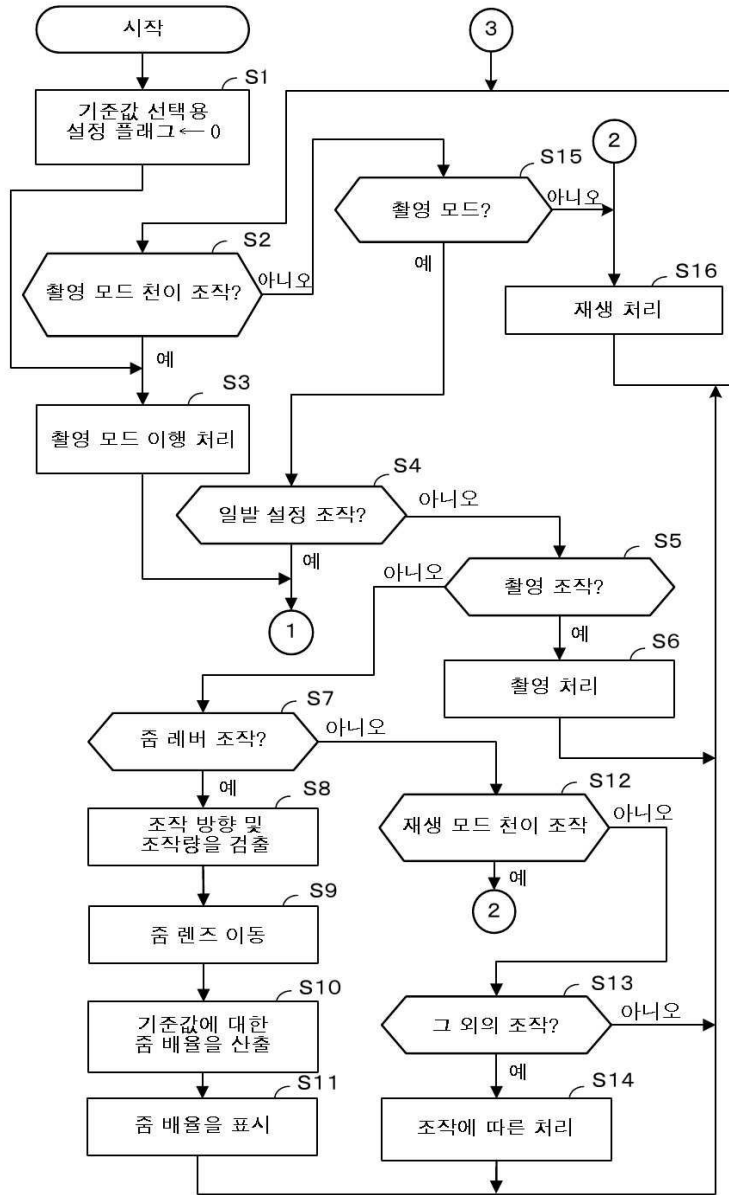 시작
3
S1
기준값 선택용
설정 플래그←0
2
S15
촬영 모드?
아니오
예
S2
촬영 모드 천이 조작?
아니오
예
S16
재생 처리
S3
촬영 모드 이행 처리
S4
일발 설정 조작?
아니오
예
1
S5
촬영 조작?
아니오
예
S6
촬영 처리
S7
줌 레버 조작?
아니오
예
S8
조작 방향 및
조작량을 검출
S12
재생 모드 천이 조작
아니오
예
2
S9
줌 렌즈 이동
S10
기준값에 대한
줌 배율을 산출
S13
그 외의 조작?
아니오
예
S11
줌 배율을 표시
S14
조작에 따른 처리